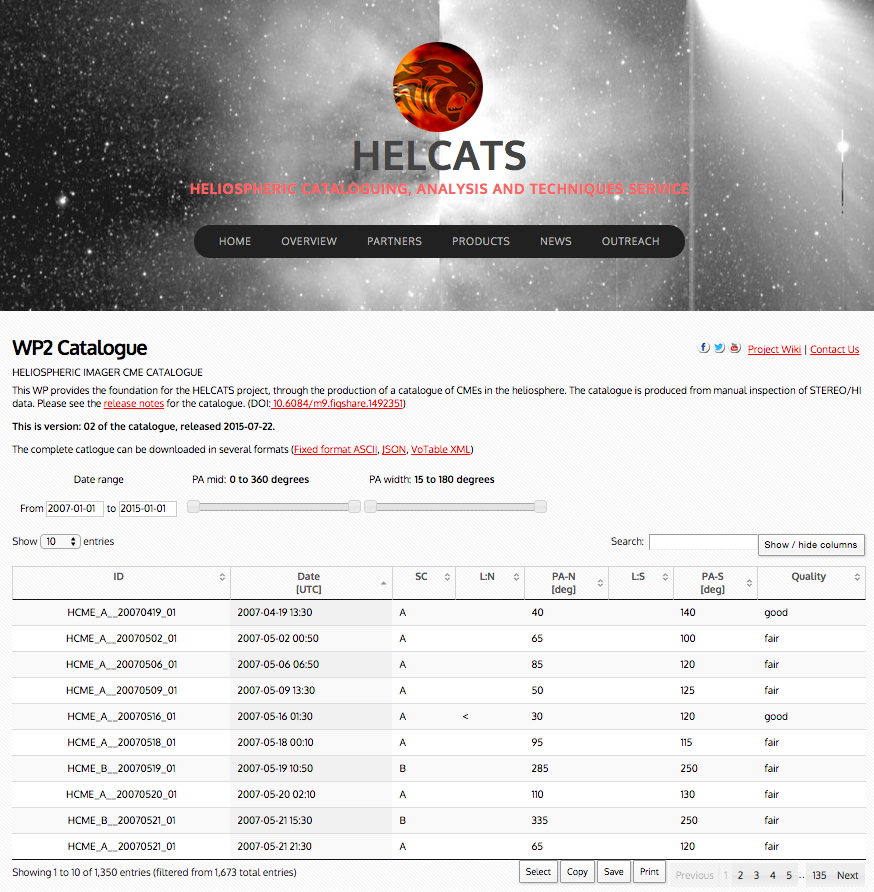 HELCATS
HELIOSPHERIC CATALOGUING, ANALYSIS AND TECHNIQUES SERVICE
HOME OVERVIEW PARTNERS PRODUCTS NEWS OUTREACH
WP2 Catalogue
Project Wiki | Contact Us
HELIOSPHERIC IMAGER CME CATALOGUE
This WP provides the foundation for the HELCATS project, through the production of a catalogue of CMEs in the heliosphere. The catalogue is produced from manual inspection of STEREO/HI
data. Please see the release notes for the catalogue. (DOI: 10.6084/m9.figshare.1492351)
This is version: 02 of the catalogue, released 2015-07-22.
The complete catlogue can be downloaded in several formats (Fixed format ASCII, JSON, VoTable XML)
Date range PA mid: 0 to 360 degrees PA width: 15 to 180 degrees
From 2007-01-01 to 2015-01-01
Show 10 entries Search: Show / hide columns
ID Date SC L:N PA-N L:S PA-S Quality
[UTC] [deg] [deg]
HCME_A__20070419_01 2007-04-19 13:30 A 40 140 good
HCME_A__20070502_01 2007-05-02 00:50 A 65 100 fair
HCME_A__20070506_01 2007-05-06 06:50 A 85 120 fair
HCME_A__20070509_01 2007-05-09 13:30 A 50 125 fair
HCME_A__20070516_01 2007-05-16 01:30 A < 30 120 good
HCME_A__20070518_01 2007-05-18 00:10 A 95 115 fair
HCME_B__20070519_01 2007-05-19 10:50 B 285 250 fair
HCME_A__20070520_01 2007-05-20 02:10 A 110 130 fair
HCME_B__20070521_01 2007-05-21 15:30 B 335 250 fair
HCME_A__20070521_01 2007-05-21 21:30 A 65 120 fair
Showing 1 to 10 of 1,350 entries (filtered from 1,673 total entries) Select Copy Save Print Previous 1 2 3 4 5 .. 135 Next